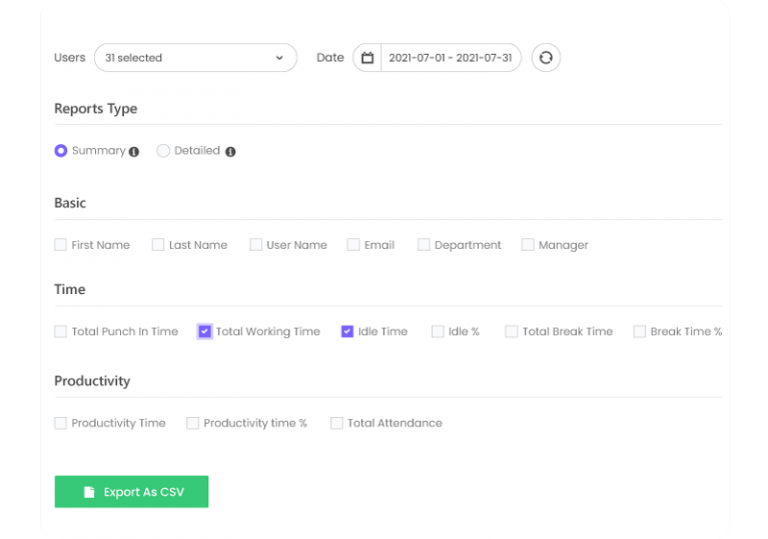 Users 31 selected Date 2021-07-01 - 2021-07-31
Reports Type
Summary Detailed
Basic
First Name Last Name User Name Email Department Manager
Time
Total Punch In Time Total Working Time Idle Time Idle % Total Break Time Break Time %
Productivity
Productivity Time Productivity time % Total Attendance
Export As CSV